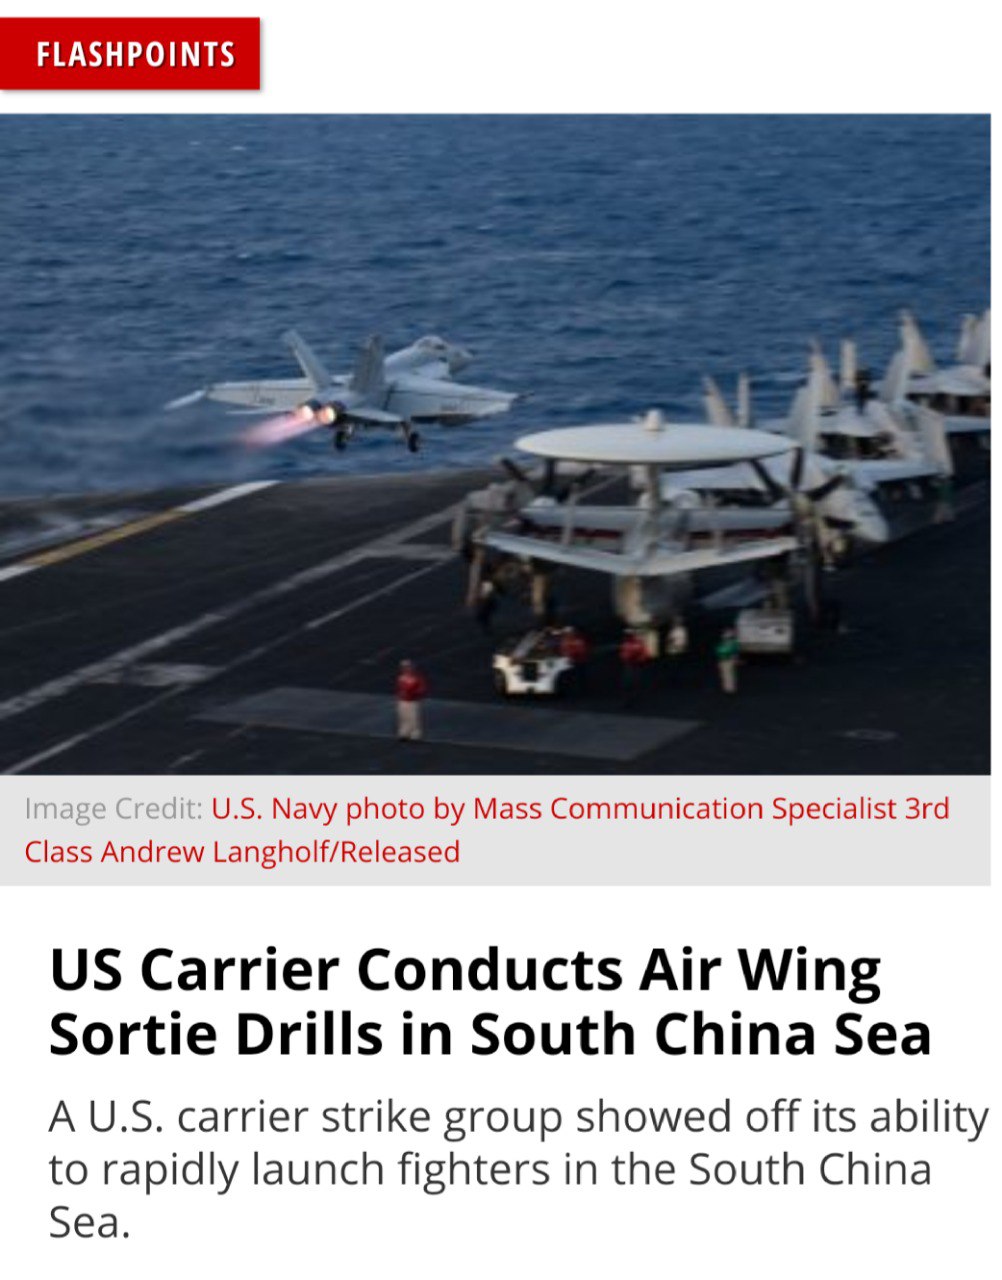 FLASHPOINTS
Image Credit: U.S. Navy photo by Mass Communication Specialist 3rd
Class Andrew Langholf/Released
US Carrier Conducts Air Wing
Sortie Drills in South China Sea
A U.S. carrier strike group showed off its ability
to rapidly launch fighters in the South China
Sea.